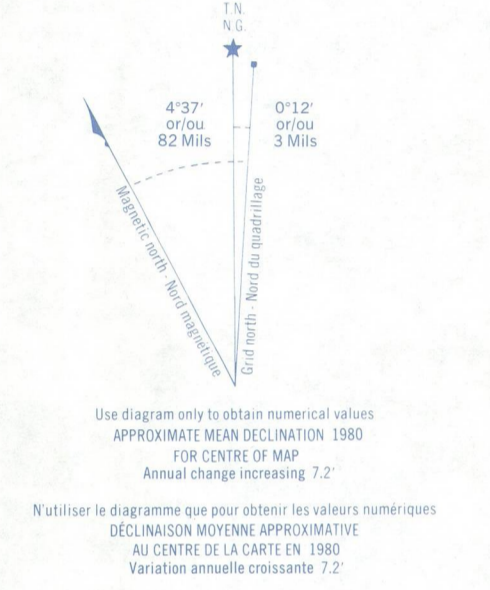 T.N.
N G.
4°37′
or/ou
82 Mils
0°12′
or/ou
3 Mils
Magnetic north - Nord magnétique
Grid north - Nord du quadrillage
Use diagram only to obtain numerical values
APPROXIMATE MEAN DECLINATION 1980
FOR CENTRE OF MAP
Annual change increasing 7.2′
N'utiliser le diagramme que pour obtenir les valeurs numériques
DÉCLINAISON MOYENNE APPROXIMATIVE
AU CENTRE DE LA CARTE EN 1980
Variation annuelle croissante 7.2′